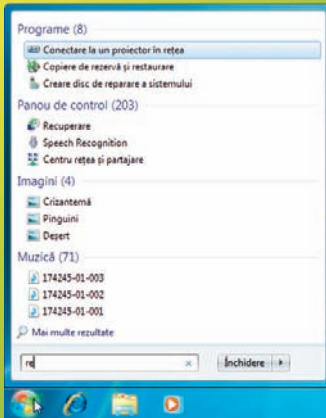 Programe (8)
Conectare la un proiector în rețea
Copiere de rezervă și restaurare
Creare disc de reparare a sistemului
Panou de control (203)
Recuperare
Speech Recognition
Centru rețea și partajare
Imagini (4)
Crizantemă
Pinguini
Deșert
Muzică (71)
174245-01-003
174245-01-002
174245-01-001
Mai multe rezultate
re
Închidere